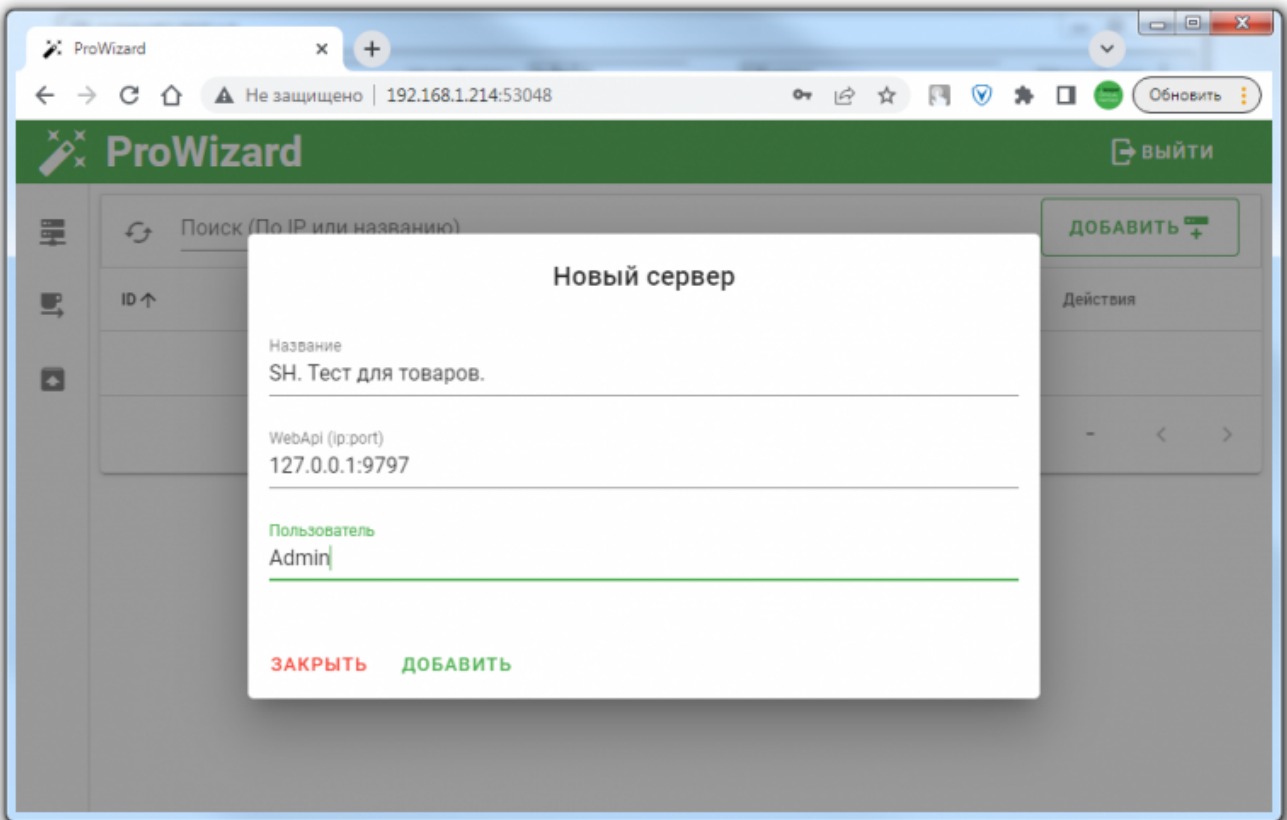 ProWizard
Не защищено 192.168.1.214:53048
Обновить
ProWizard
ВЫЙТИ
Поиск (По IP или названию)
ДОБАВИТЬ
ID
Действия
Новый сервер
Название
SH. Тест для товаров.
WebApi (ip:port)
127.0.0.1:9797
Пользователь
Admin
–
ЗАКРЫТЬ ДОБАВИТЬ